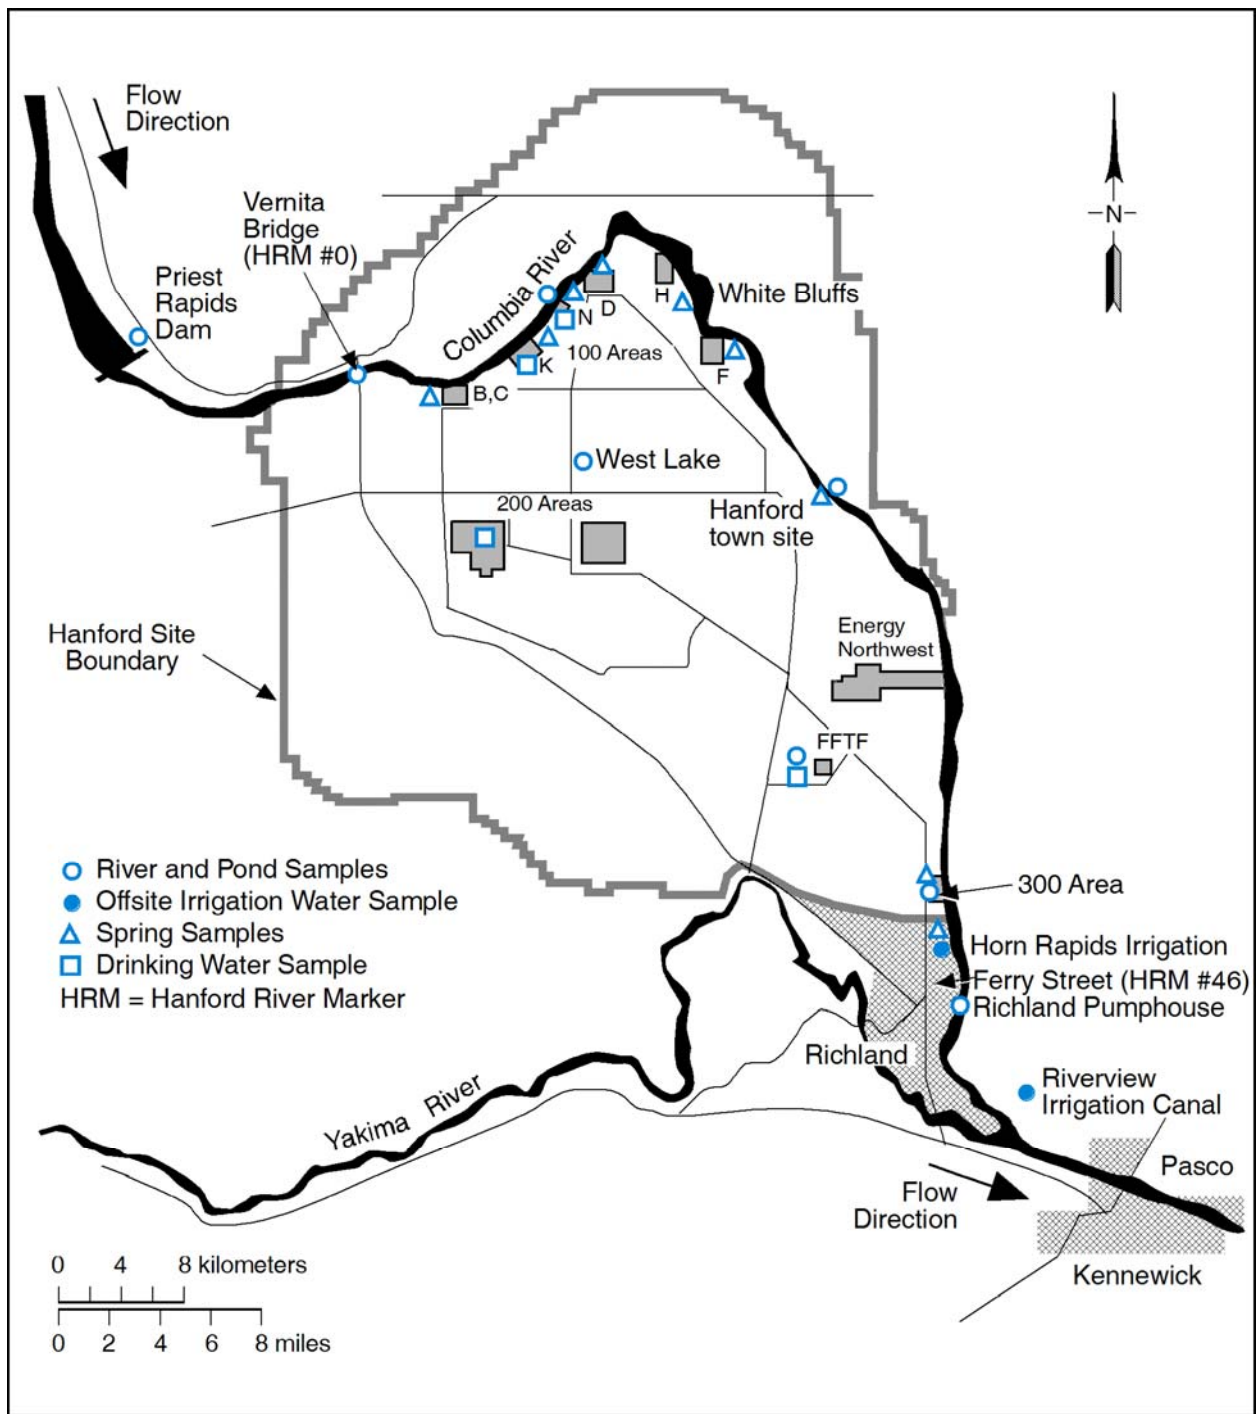 Flow
Direction
Vernita
Bridge
(HRM #0)
Priest
Rapids
Dam
Columbia River
N
White Bluffs
H
D
N
100 Areas
K
F
B,C
West Lake
200 Areas
Hanford
town site
Hanford Site
Boundary
Energy
Northwest
FFTF
River and Pond Samples
Offsite Irrigation Water Sample
Spring Samples
Drinking Water Sample
HRM = Hanford River Marker
300 Area
Horn Rapids Irrigation
Ferry Street (HRM #46)
Richland Pumphouse
Richland
Riverview
Irrigation Canal
Yakima River
Pasco
Flow
Direction
Kennewick
0 4 8 kilometers
0 2 4 6 8 miles